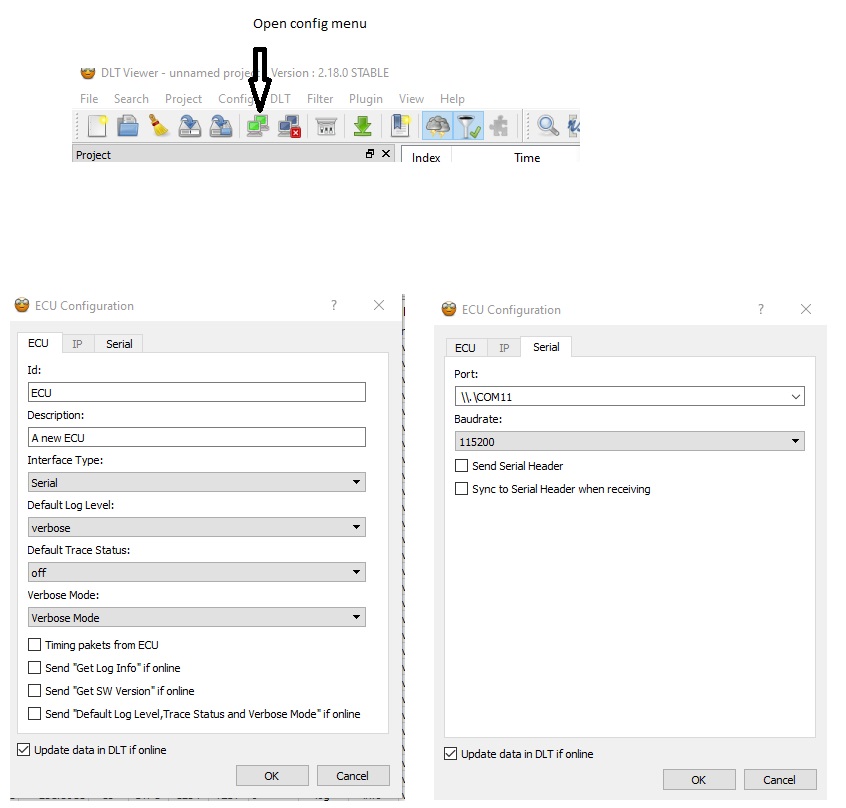 Open config menu
DLT Viewer - unnamed project Version : 2.18.0 STABLE
File Search Project Config DLT Filter Plugin View Help
Project
Index Time
ECU Configuration ? ×
ECU IP Serial
Id:
ECU
Description:
A new ECU
Interface Type:
Serial
Default Log Level:
verbose
Default Trace Status:
off
Verbose Mode:
Verbose Mode
Timing pakets from ECU
Send "Get Log Info" if online
Send "Get SW Version" if online
Send "Default Log Level,Trace Status and Verbose Mode" if online
Update data in DLT if online
OK Cancel
ECU Configuration ? ×
ECU IP Serial
Port:
\\.\COM11
Baudrate:
115200
Send Serial Header
Sync to Serial Header when receiving
Update data in DLT if online
OK Cancel